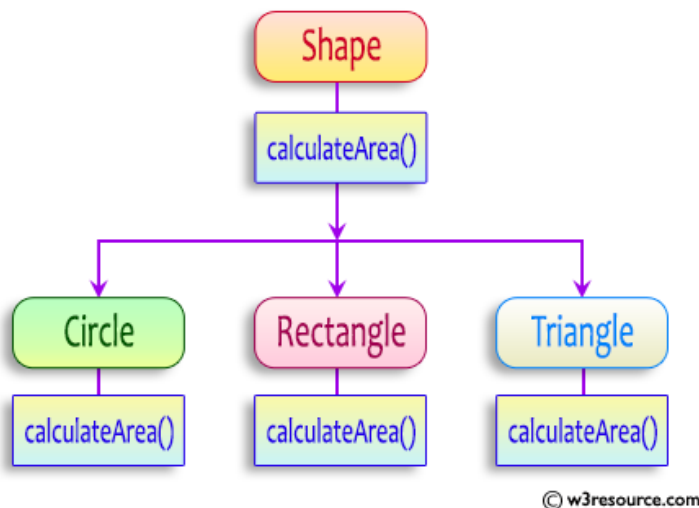 Shape
calculateArea()
Circle
Rectangle
Triangle
calculateArea()
calculateArea()
calculateArea()
© w3resource.com